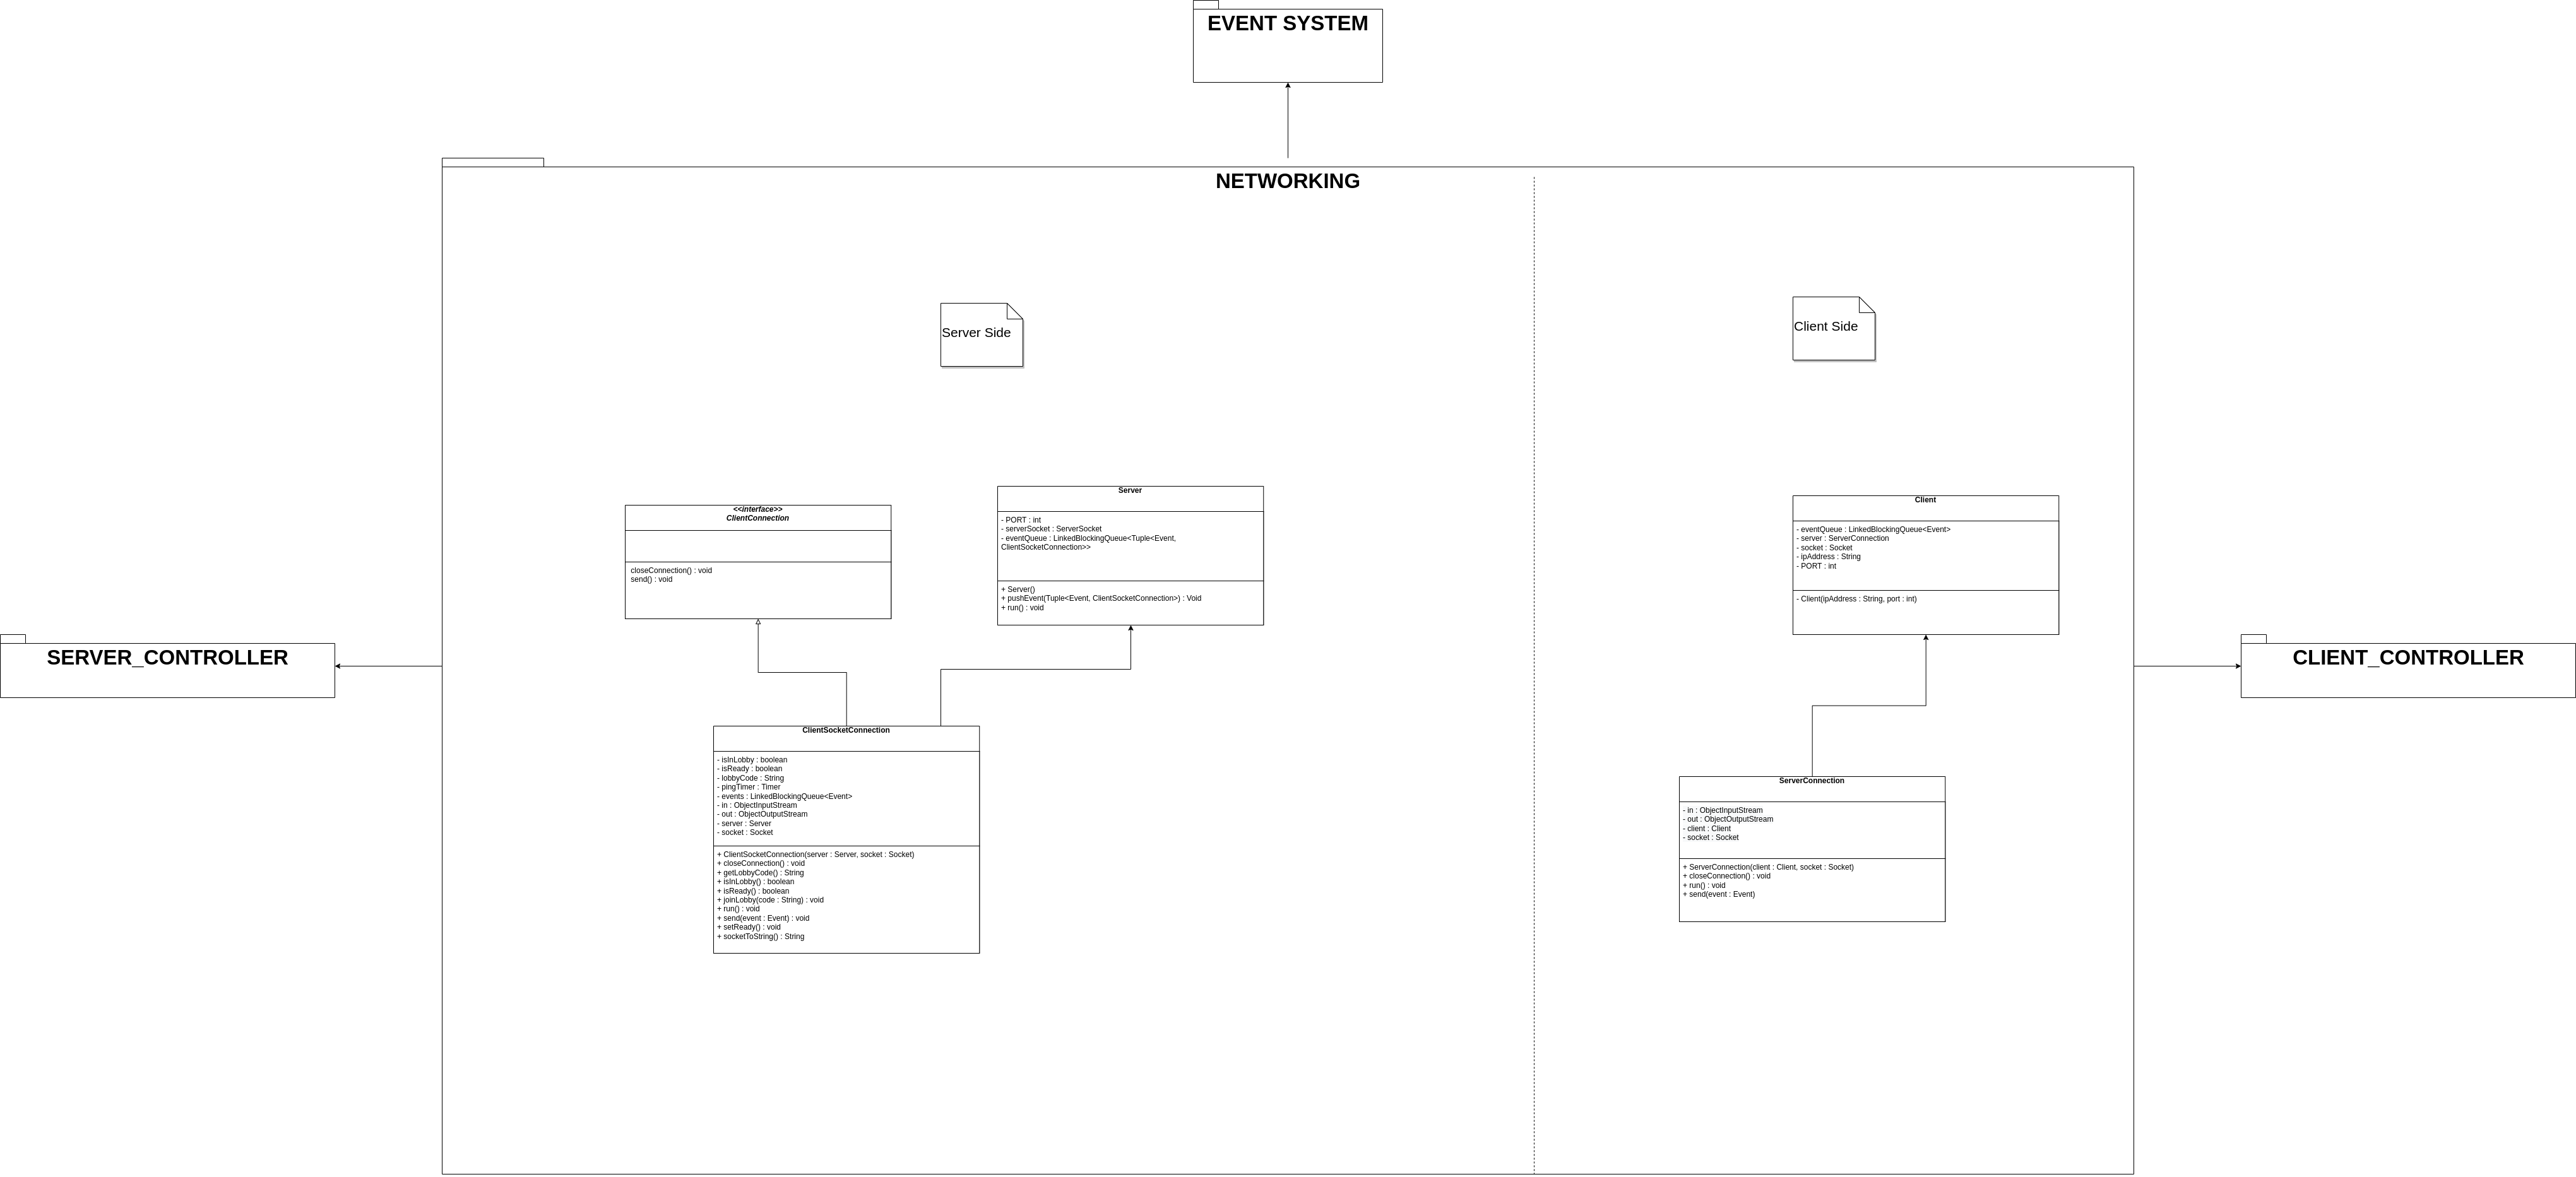 EVENT SYSTEM
NETWORKING
Server Side
Client Side
<<interface>>
ClientConnection
closeConnection() : void
send() : void
Server
- PORT : int
- serverSocket : ServerSocket
- eventQueue : LinkedBlockingQueue<Tuple<Event,
ClientSocketConnection>>
+ Server()
+ pushEvent(Tuple<Event, ClientSocketConnection>) : Void
+ run() : void
Client
- eventQueue : LinkedBlockingQueue<Event>
- server : ServerConnection
- socket : Socket
- ipAddress : String
- PORT : int
- Client(ipAddress : String, port : int)
SERVER_CONTROLLER
CLIENT_CONTROLLER
ClientSocketConnection
- isInLobby : boolean
- isReady : boolean
- lobbyCode : String
- pingTimer : Timer
- events : LinkedBlockingQueue<Event>
- in : ObjectInputStream
- out : ObjectOutputStream
- server : Server
- socket : Socket
+ ClientSocketConnection(server : Server, socket : Socket)
+ closeConnection() : void
+ getLobbyCode() : String
+ isInLobby() : boolean
+ isReady() : boolean
+ joinLobby(code : String) : void
+ run() : void
+ send(event : Event) : void
+ setReady() : void
+ socketToString() : String
ServerConnection
- in : ObjectInputStream
- out : ObjectOutputStream
- client : Client
- socket : Socket
+ ServerConnection(client : Client, socket : Socket)
+ closeConnection() : void
+ run() : void
+ send(event : Event)